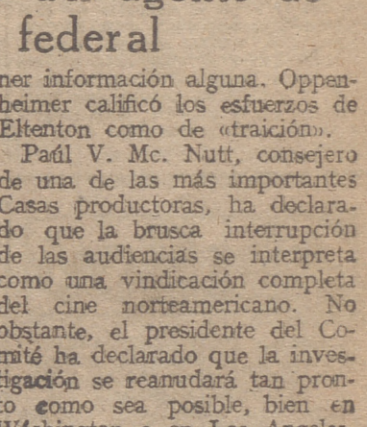 federal
ner información alguna. Oppen-
heimer calificó los esfuerzos de
Eltenton como de «traición».
Paúl V. Mc. Nutt, consejero
de una de las más importantes
Casas productoras, ha declara-
do que la brusca interrupción
de las audiencias se interpreta
como una vindicación completa
del cine norteamericano. No
obstante, el presidente del Co-
mité ha declarado que la inves-
tigación se reanudará tan pron-
to como sea posible, bien en